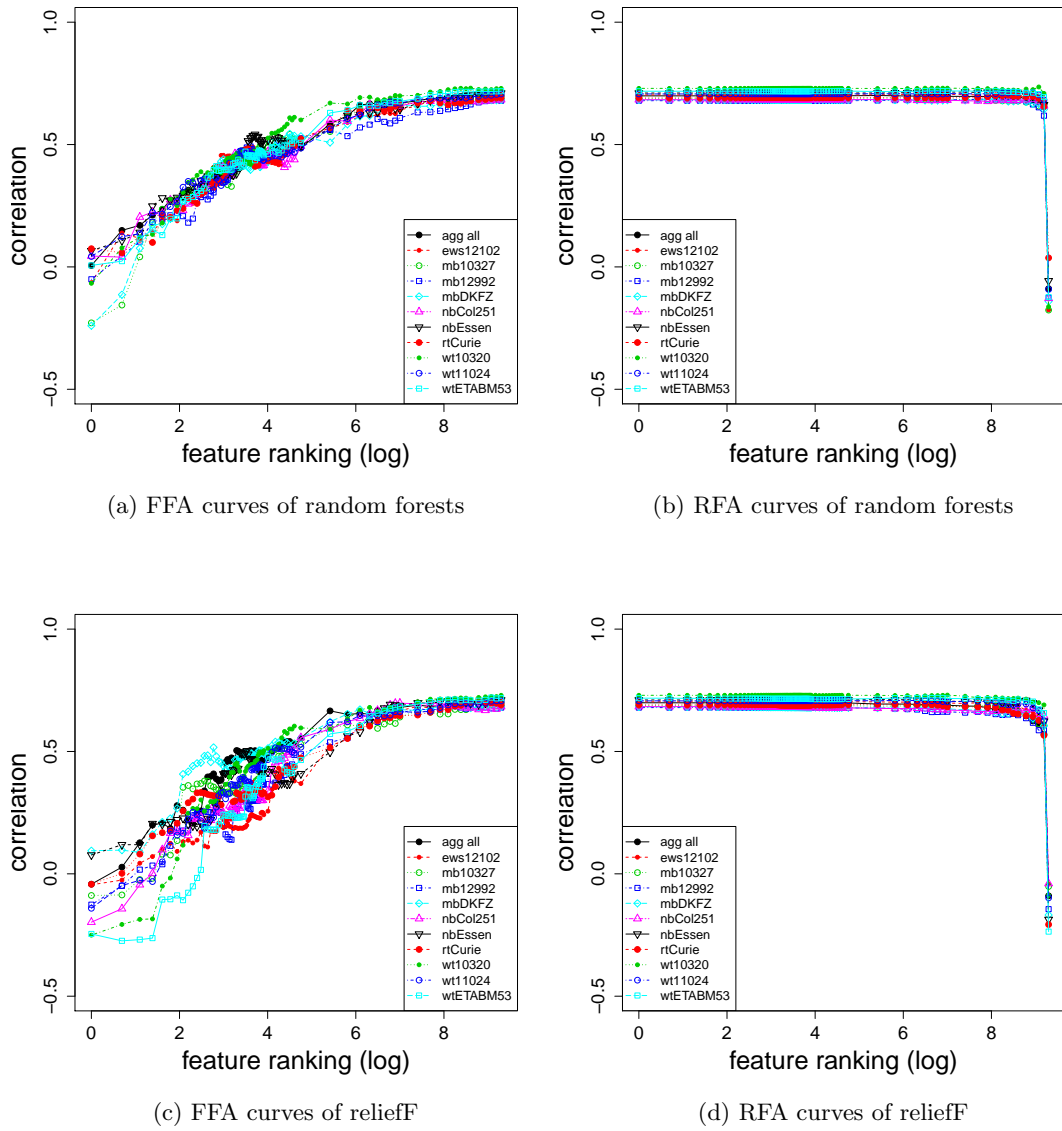 1.0
0.5
0.0
−0.5
correlation
0 2 4 6 8
feature ranking (log)
agg all
ews12102
mb10327
mb12992
mbDKFZ
nbCol251
nbEssen
rtCurie
wt10320
wt11024
wtETABM53
(a) FFA curves of random forests
1.0
0.5
0.0
−0.5
correlation
0 2 4 6 8
feature ranking (log)
agg all
ews12102
mb10327
mb12992
mbDKFZ
nbCol251
nbEssen
rtCurie
wt10320
wt11024
wtETABM53
(b) RFA curves of random forests
1.0
0.5
0.0
−0.5
correlation
0 2 4 6 8
feature ranking (log)
agg all
ews12102
mb10327
mb12992
mbDKFZ
nbCol251
nbEssen
rtCurie
wt10320
wt11024
wtETABM53
(c) FFA curves of reliefF
1.0
0.5
0.0
−0.5
correlation
0 2 4 6 8
feature ranking (log)
agg all
ews12102
mb10327
mb12992
mbDKFZ
nbCol251
nbEssen
rtCurie
wt10320
wt11024
wtETABM53
(d) RFA curves of reliefF